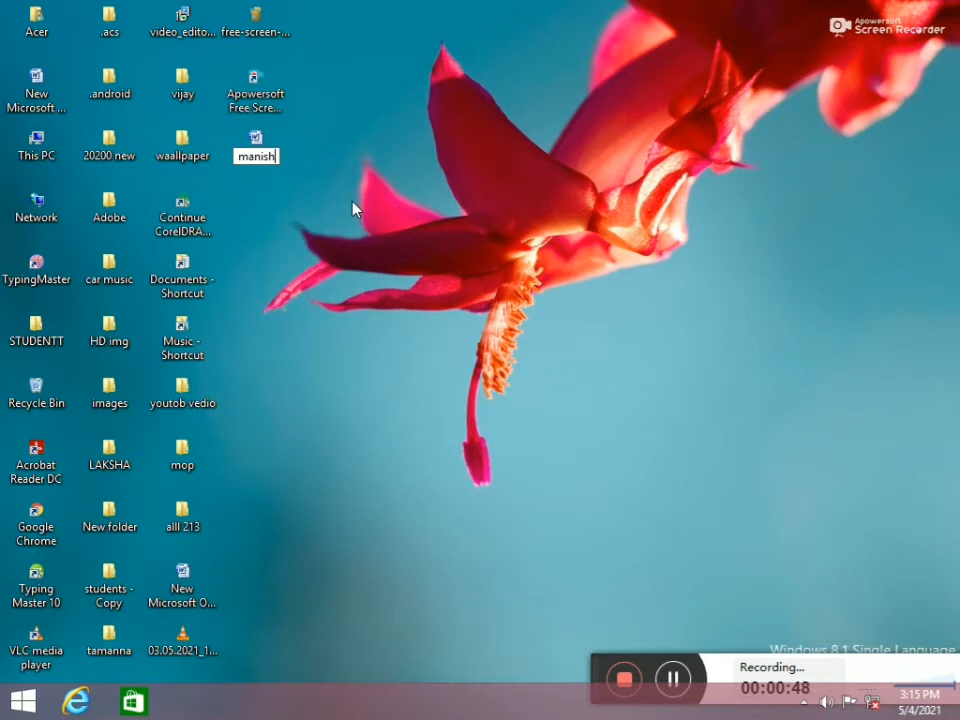 Acer
.acs
video_edito...
free-screen-...
Apowersoft
Screen Recorder
New
Microsoft ...
.android
vijay
Apowersoft
Free Scre...
This PC
20200 new
waallpaper
manish
Network
Adobe
Continue
CorelDRA...
TypingMaster
car music
Documents -
Shortcut
STUDENTT
HD img
Music -
Shortcut
Recycle Bin
images
youtob vedio
Acrobat
Reader DC
LAKSHA
mop
Google
Chrome
New folder
alll 213
Typing
Master 10
students -
Copy
New
Microsoft O...
VLC media
player
tamanna
03.05.2021_1...
Windows 8.1 Single Language
Recording...
00:00:48
3:15 PM
5/4/2021